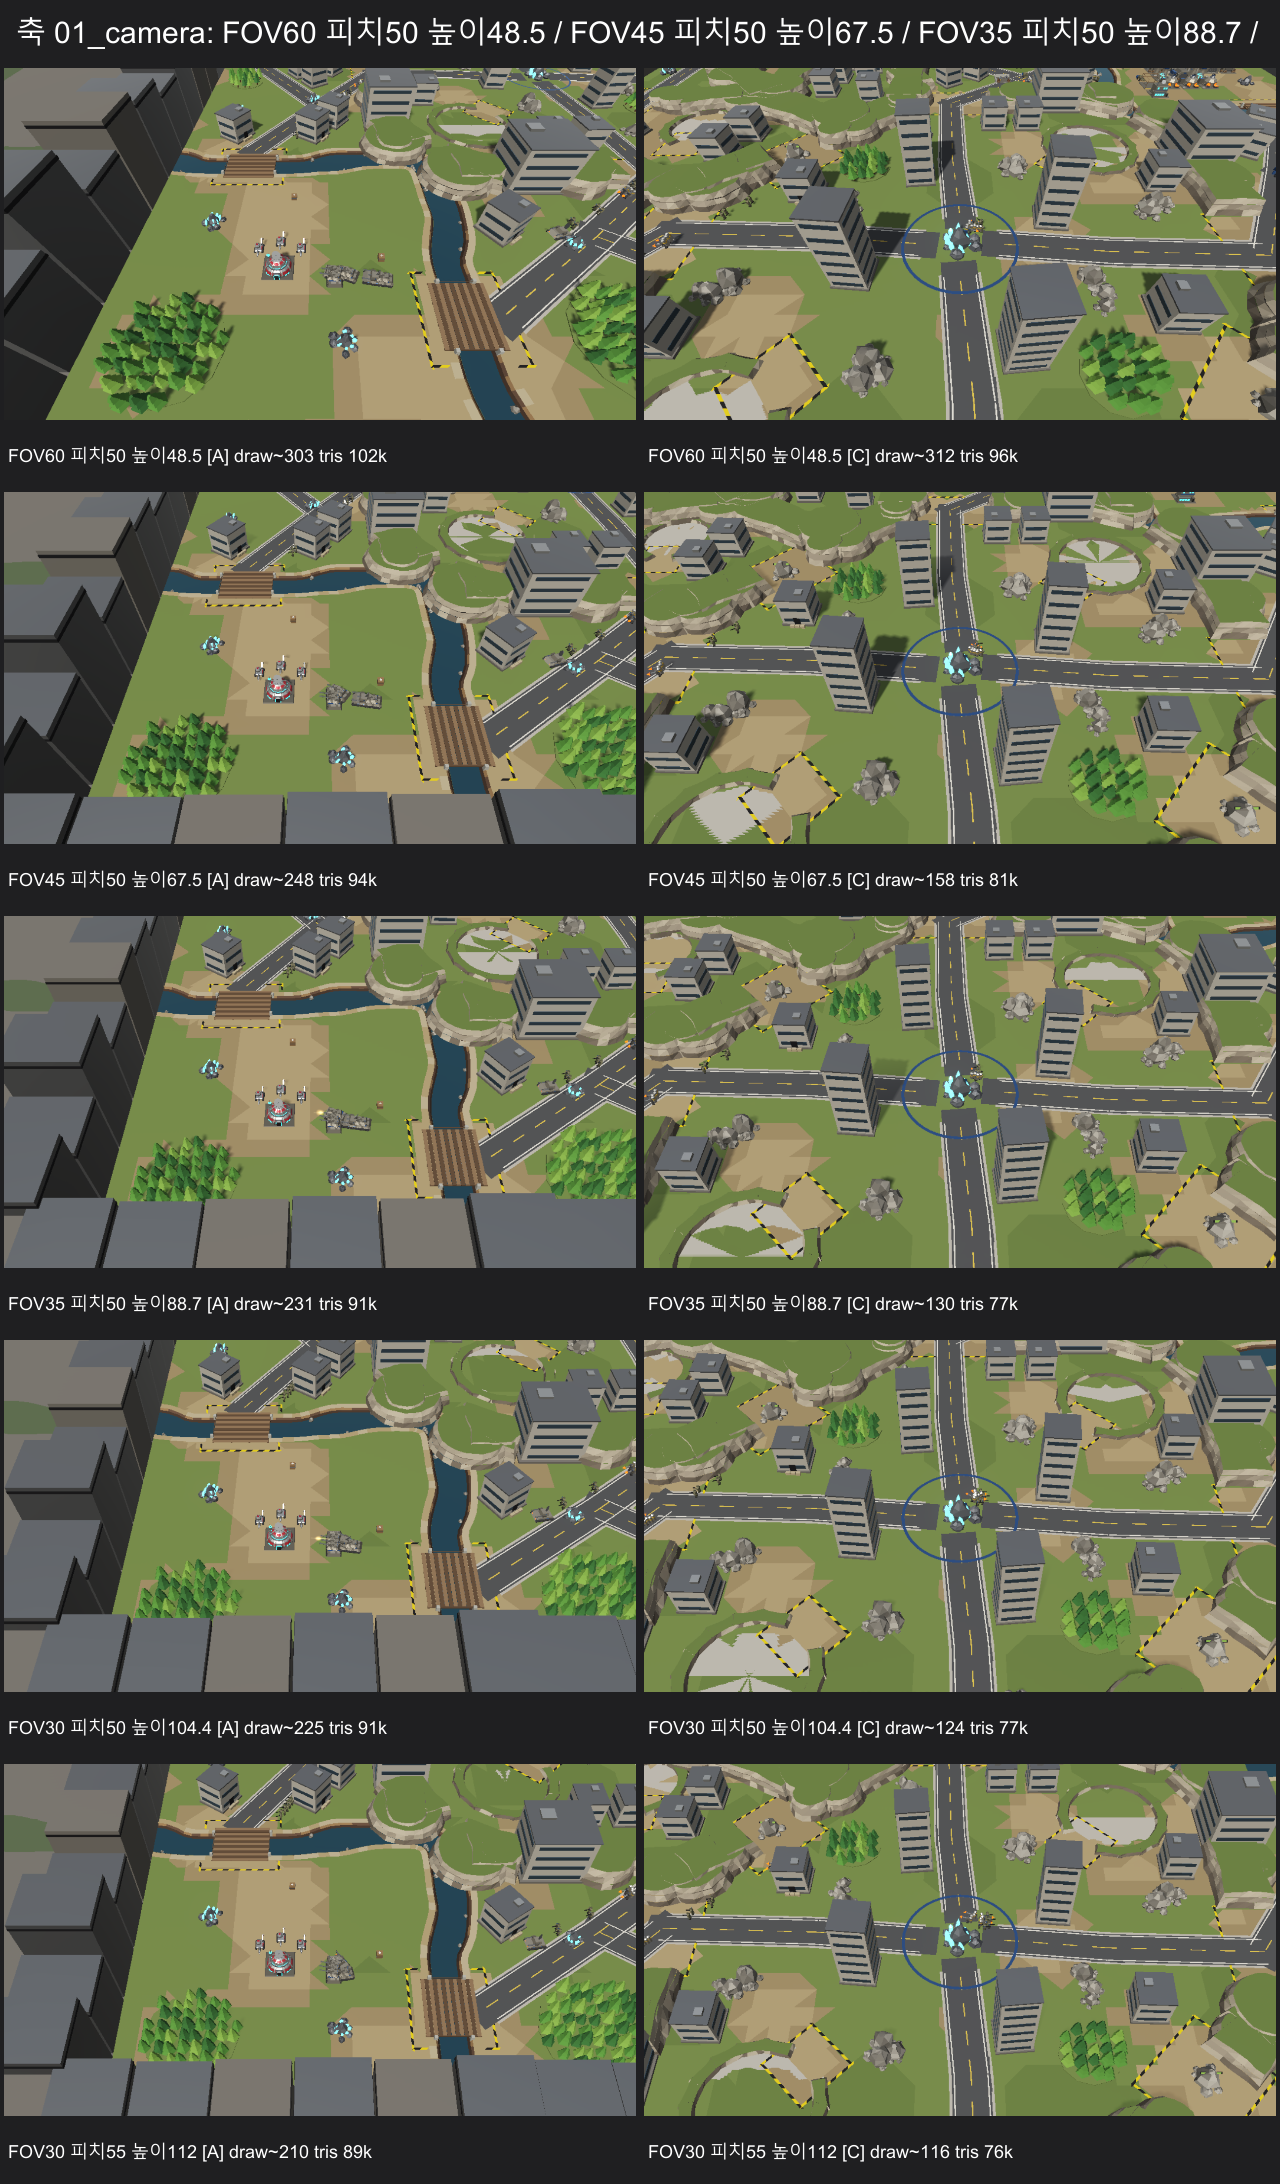 축 01_camera: FOV60 피치50 높이48.5 / FOV45 피치50 높이67.5 / FOV35 피치50 높이88.7 /
FOV60 피치50 높이48.5 [A] draw~303 tris 102k
FOV60 피치50 높이48.5 [C] draw~312 tris 96k
FOV45 피치50 높이67.5 [A] draw~248 tris 94k
FOV45 피치50 높이67.5 [C] draw~158 tris 81k
FOV35 피치50 높이88.7 [A] draw~231 tris 91k
FOV35 피치50 높이88.7 [C] draw~130 tris 77k
FOV30 피치50 높이104.4 [A] draw~225 tris 91k
FOV30 피치50 높이104.4 [C] draw~124 tris 77k
FOV30 피치55 높이112 [A] draw~210 tris 89k
FOV30 피치55 높이112 [C] draw~116 tris 76k